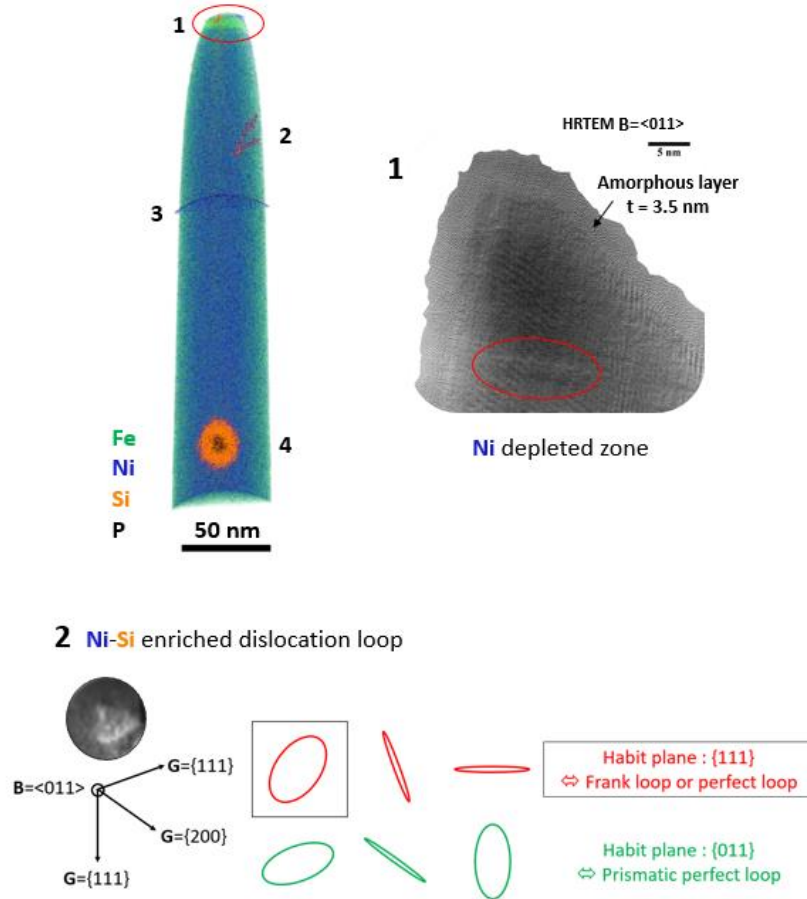 1
2
3
4
Fe
Ni
Si
P
50 nm
1
HRTEM B=<011>
5 nm
Amorphous layer
t = 3.5 nm
Ni depleted zone
2 Ni-Si enriched dislocation loop
B=<011>
G={111}
G={200}
G={111}
Habit plane : {111}
⇔ Frank loop or perfect loop
Habit plane : {011}
⇔ Prismatic perfect loop